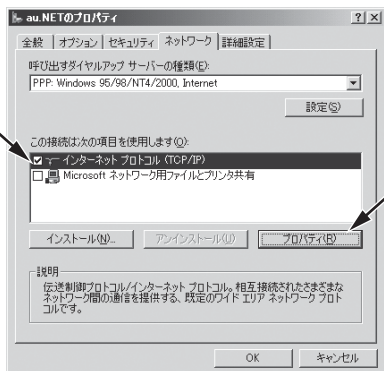 au.NETのプロパティ
全般 オプション セキュリティ ネットワーク 詳細設定
呼び出すダイヤルアップ サーバーの種類(E):
PPP: Windows 95/98/NT4/2000, Internet
設定(S)
この接続は次の項目を使用します(O):
インターネット プロトコル (TCP/IP)
Microsoft ネットワーク用ファイルとプリンタ共有
インストール(N)... アンインストール(U) プロパティ(R)
説明
伝送制御プロトコル/インターネット プロトコル。相互接続されたさまざまな
ネットワーク間の通信を提供する、既定のワイド エリア ネットワーク プロト
コルです。
OK キャンセル